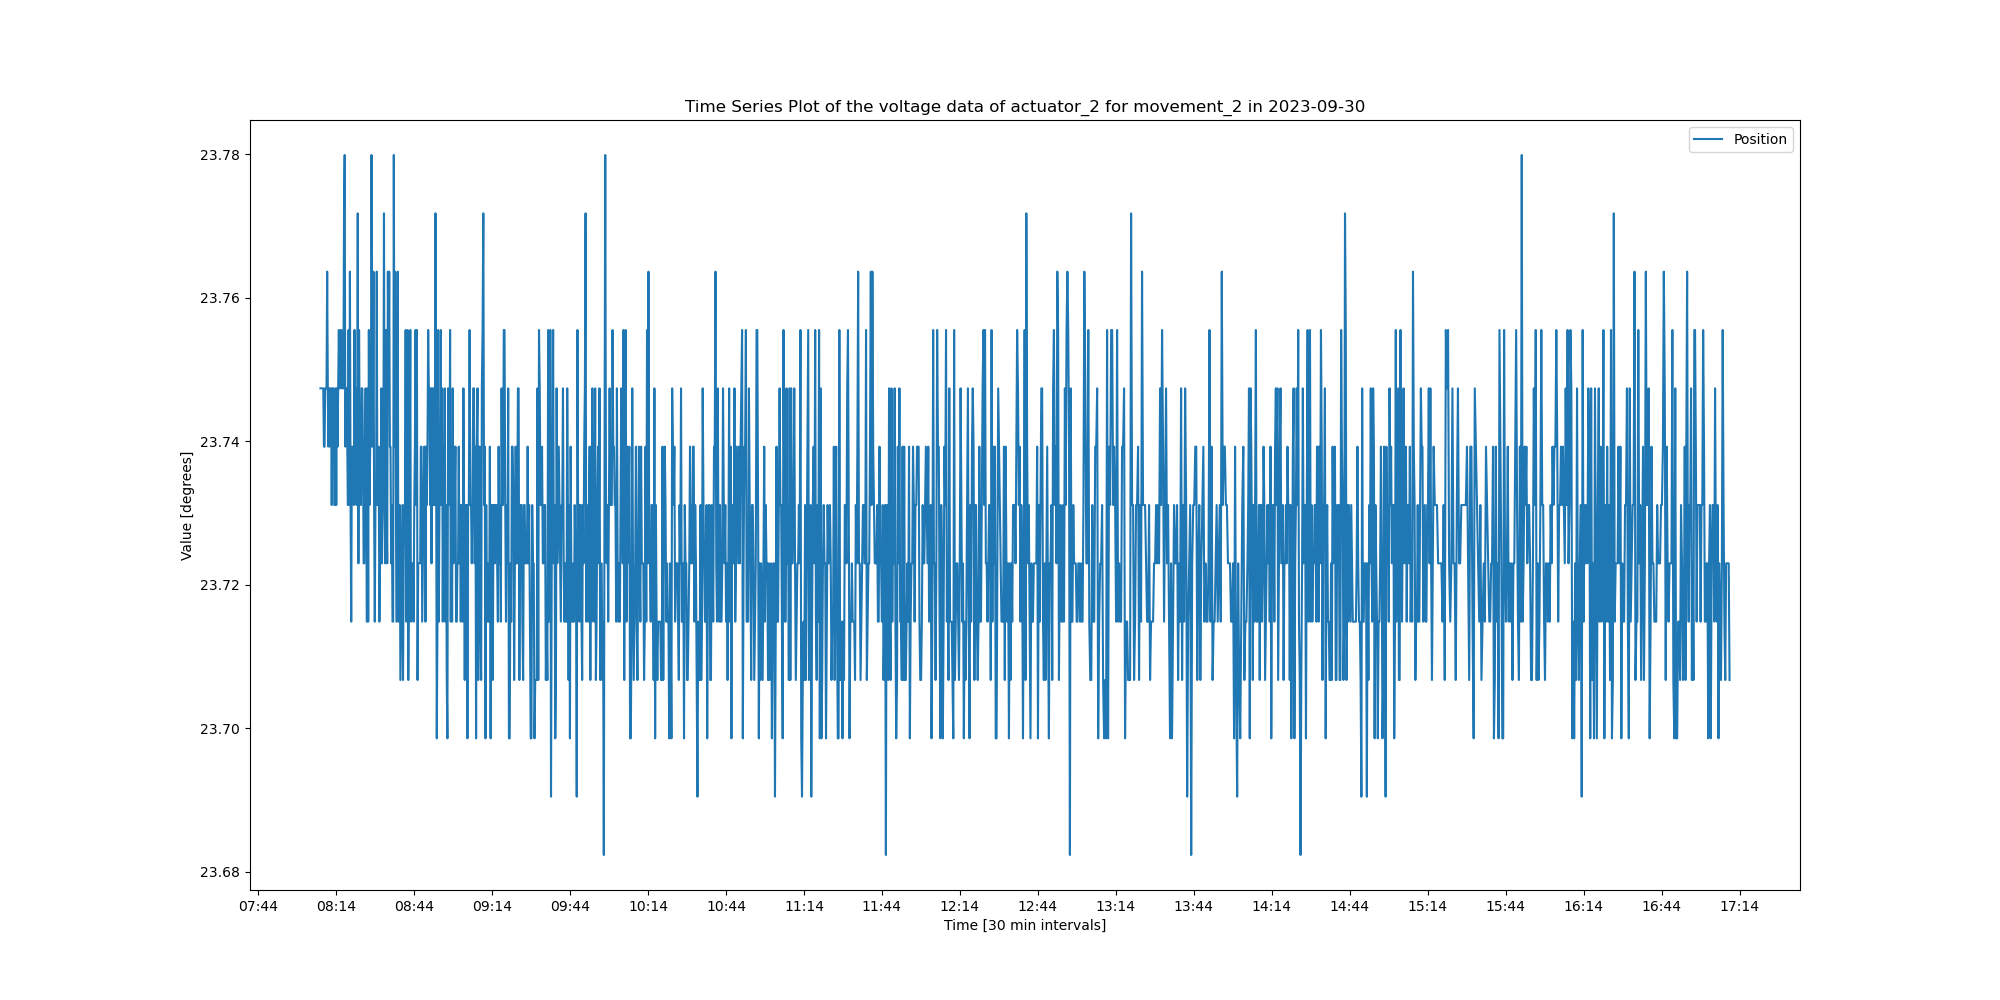 Time Series Plot of the voltage data of actuator_2 for movement_2 in 2023-09-30
Position
23.78
23.76
23.74
23.72
23.70
23.68
Value [degrees]
07:44 08:14 08:44 09:14 09:44 10:14 10:44 11:14 11:44 12:14 12:44 13:14 13:44 14:14 14:44 15:14 15:44 16:14 16:44 17:14
Time [30 min intervals]